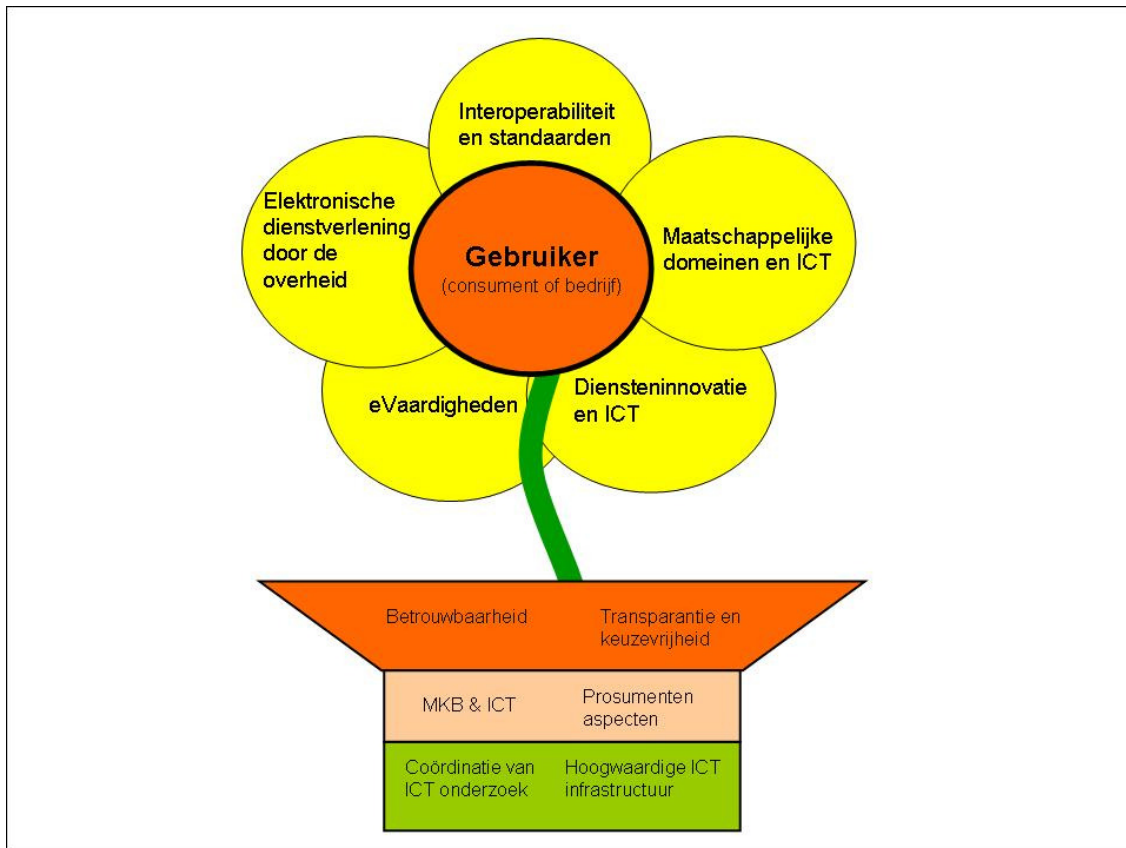 Interoperabiliteit
en standaarden
Elektronische
dienstverlening
door de
overheid
Gebruiker
(consument of bedrijf)
Maatschappelijke
domeinen en ICT
eVaardigheden
Diensteninnovatie
en ICT
Betrouwbaarheid
Transparantie en
keuzevrijheid
MKB & ICT
Prosumenten
aspecten
Coördinatie van
ICT onderzoek
Hoogwaardige ICT
infrastructuur